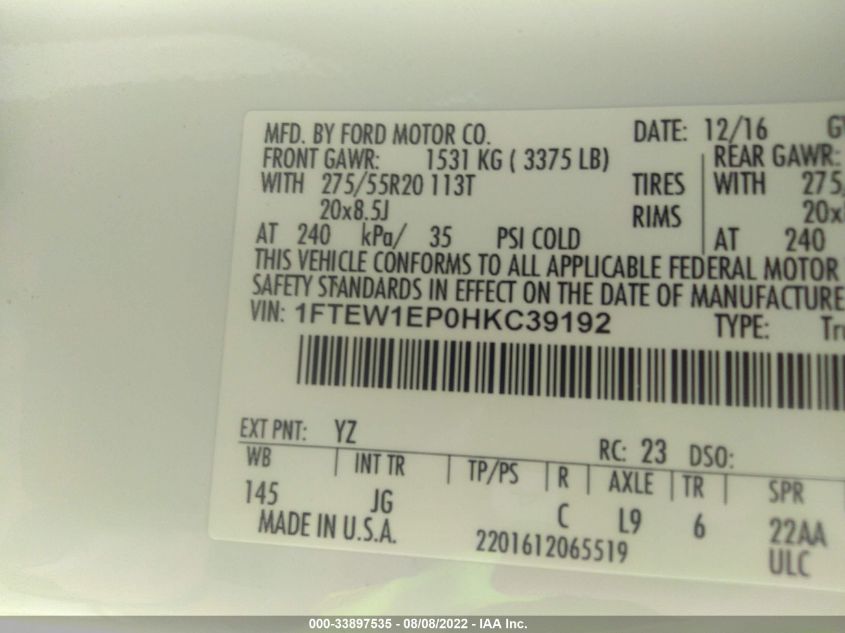 MFD. BY FORD MOTOR CO. DATE: 12/16
FRONT GAWR: 1531 KG ( 3375 LB) REAR GAWR:
WITH 275/55R20 113T TIRES WITH 275/
20x8.5J RIMS 20x
AT 240 kPa/ 35 PSI COLD AT 240
THIS VEHICLE CONFORMS TO ALL APPLICABLE FEDERAL MOTOR
SAFETY STANDARDS IN EFFECT ON THE DATE OF MANUFACTURE
VIN: 1FTEW1EP0HKC39192 TYPE:
EXT PNT: YZ RC: 23 DSO:
WB INT TR TP/PS R AXLE TR SPR
145 JG C L9 6 22AA
MADE IN U.S.A. 2201612065519 ULC
000-33897535 - 08/08/2022 - IAA Inc.